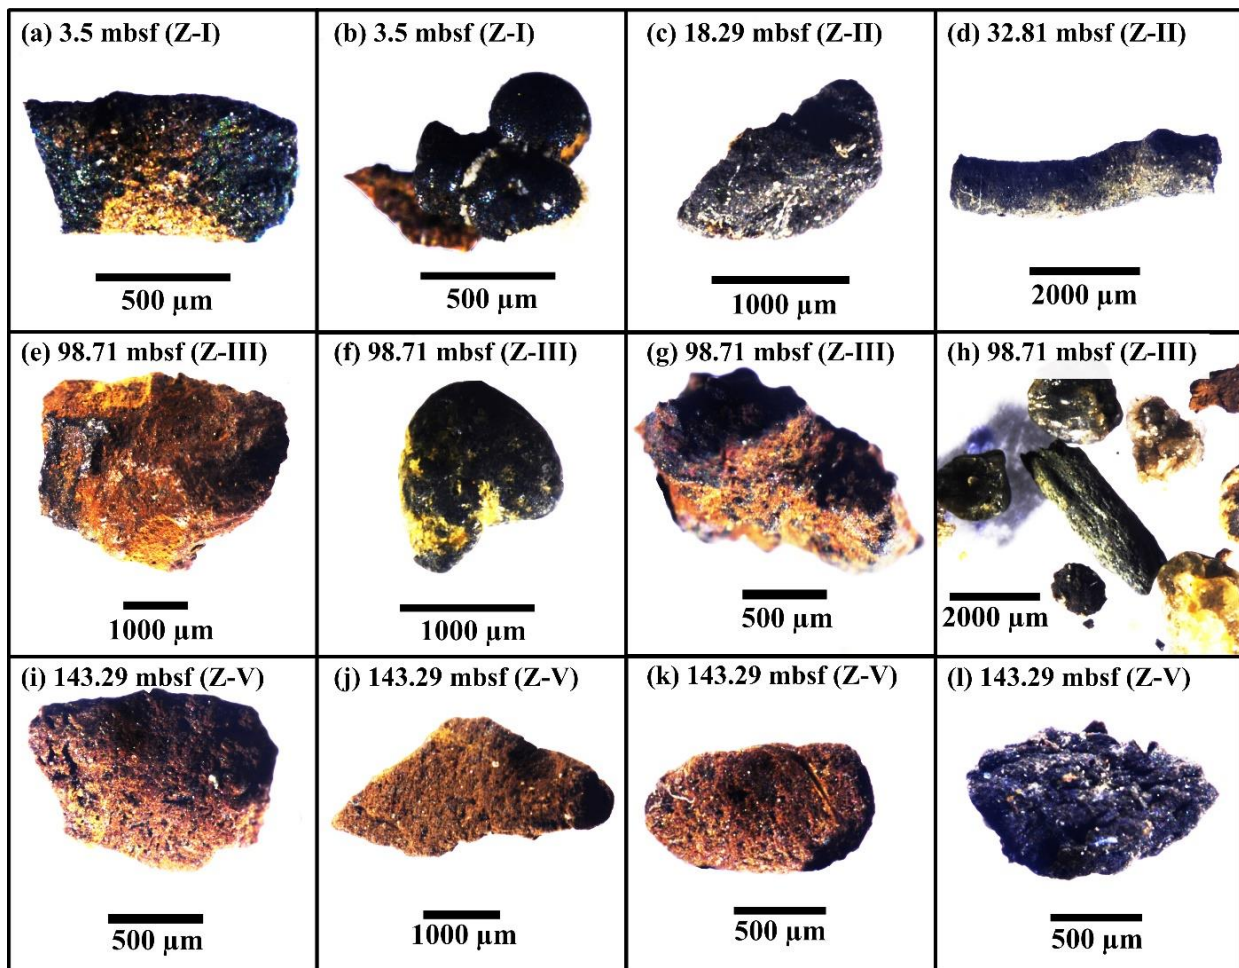 (a) 3.5 mbsf (Z-I)
500 µm
(b) 3.5 mbsf (Z-I)
500 µm
(c) 18.29 mbsf (Z-II)
1000 µm
(d) 32.81 mbsf (Z-II)
2000 µm
(e) 98.71 mbsf (Z-III)
1000 µm
(f) 98.71 mbsf (Z-III)
1000 µm
(g) 98.71 mbsf (Z-III)
500 µm
(h) 98.71 mbsf (Z-III)
2000 µm
(i) 143.29 mbsf (Z-V)
500 µm
(j) 143.29 mbsf (Z-V)
1000 µm
(k) 143.29 mbsf (Z-V)
500 µm
(l) 143.29 mbsf (Z-V)
500 µm